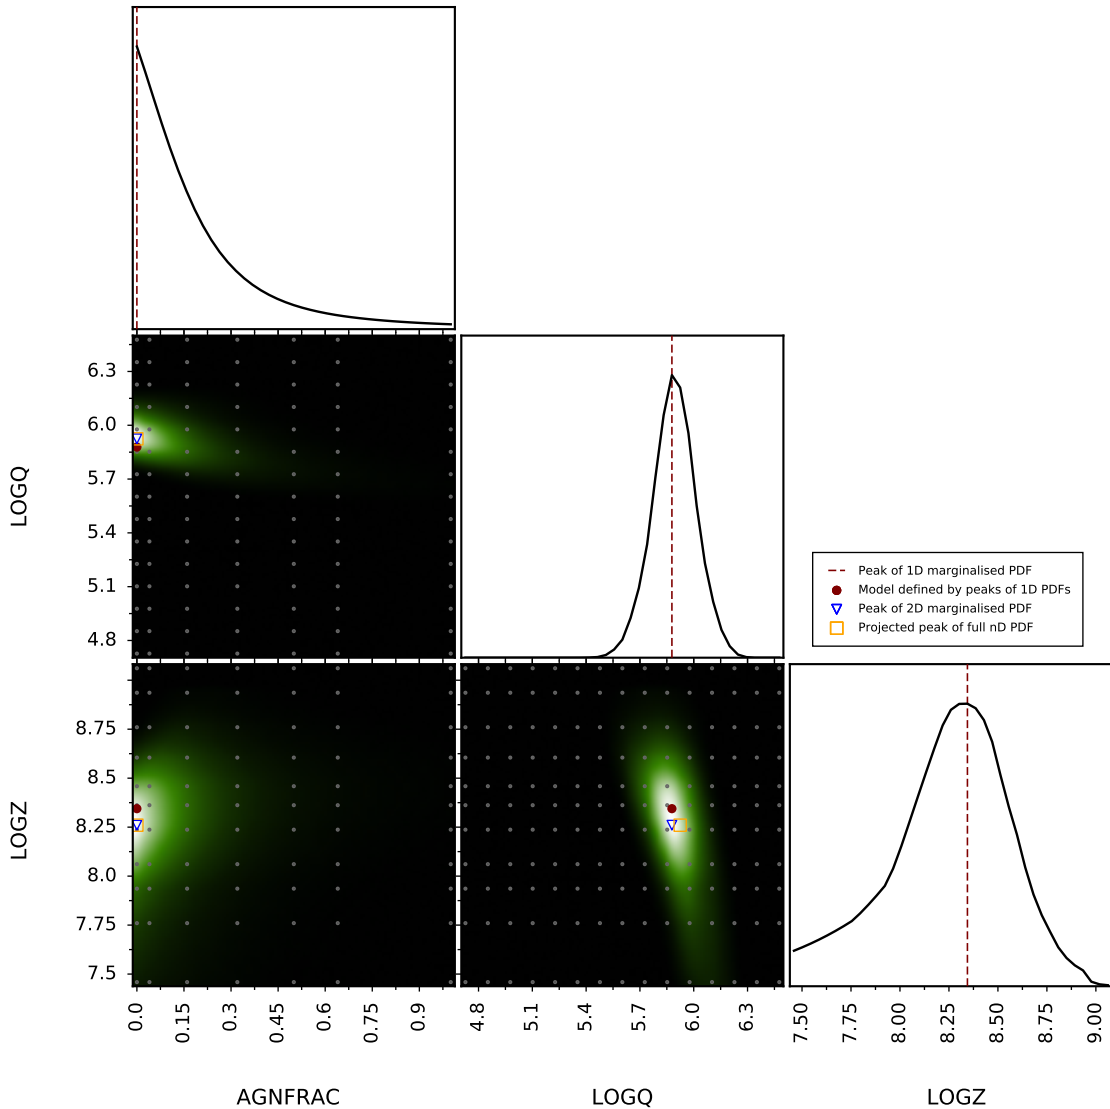 LOGQ
6.3
6.0
5.7
5.4
5.1
4.8
Peak of 1D marginalised PDF
Model defined by peaks of 1D PDFs
Peak of 2D marginalised PDF
Projected peak of full nD PDF
LOGZ
8.75
8.5
8.25
8.0
7.75
7.5
0.0 0.15 0.3 0.45 0.6 0.75 0.9
4.8 5.1 5.4 5.7 6.0 6.3
7.50 7.75 8.00 8.25 8.50 8.75 9.00
AGNFRAC LOGQ LOGZ